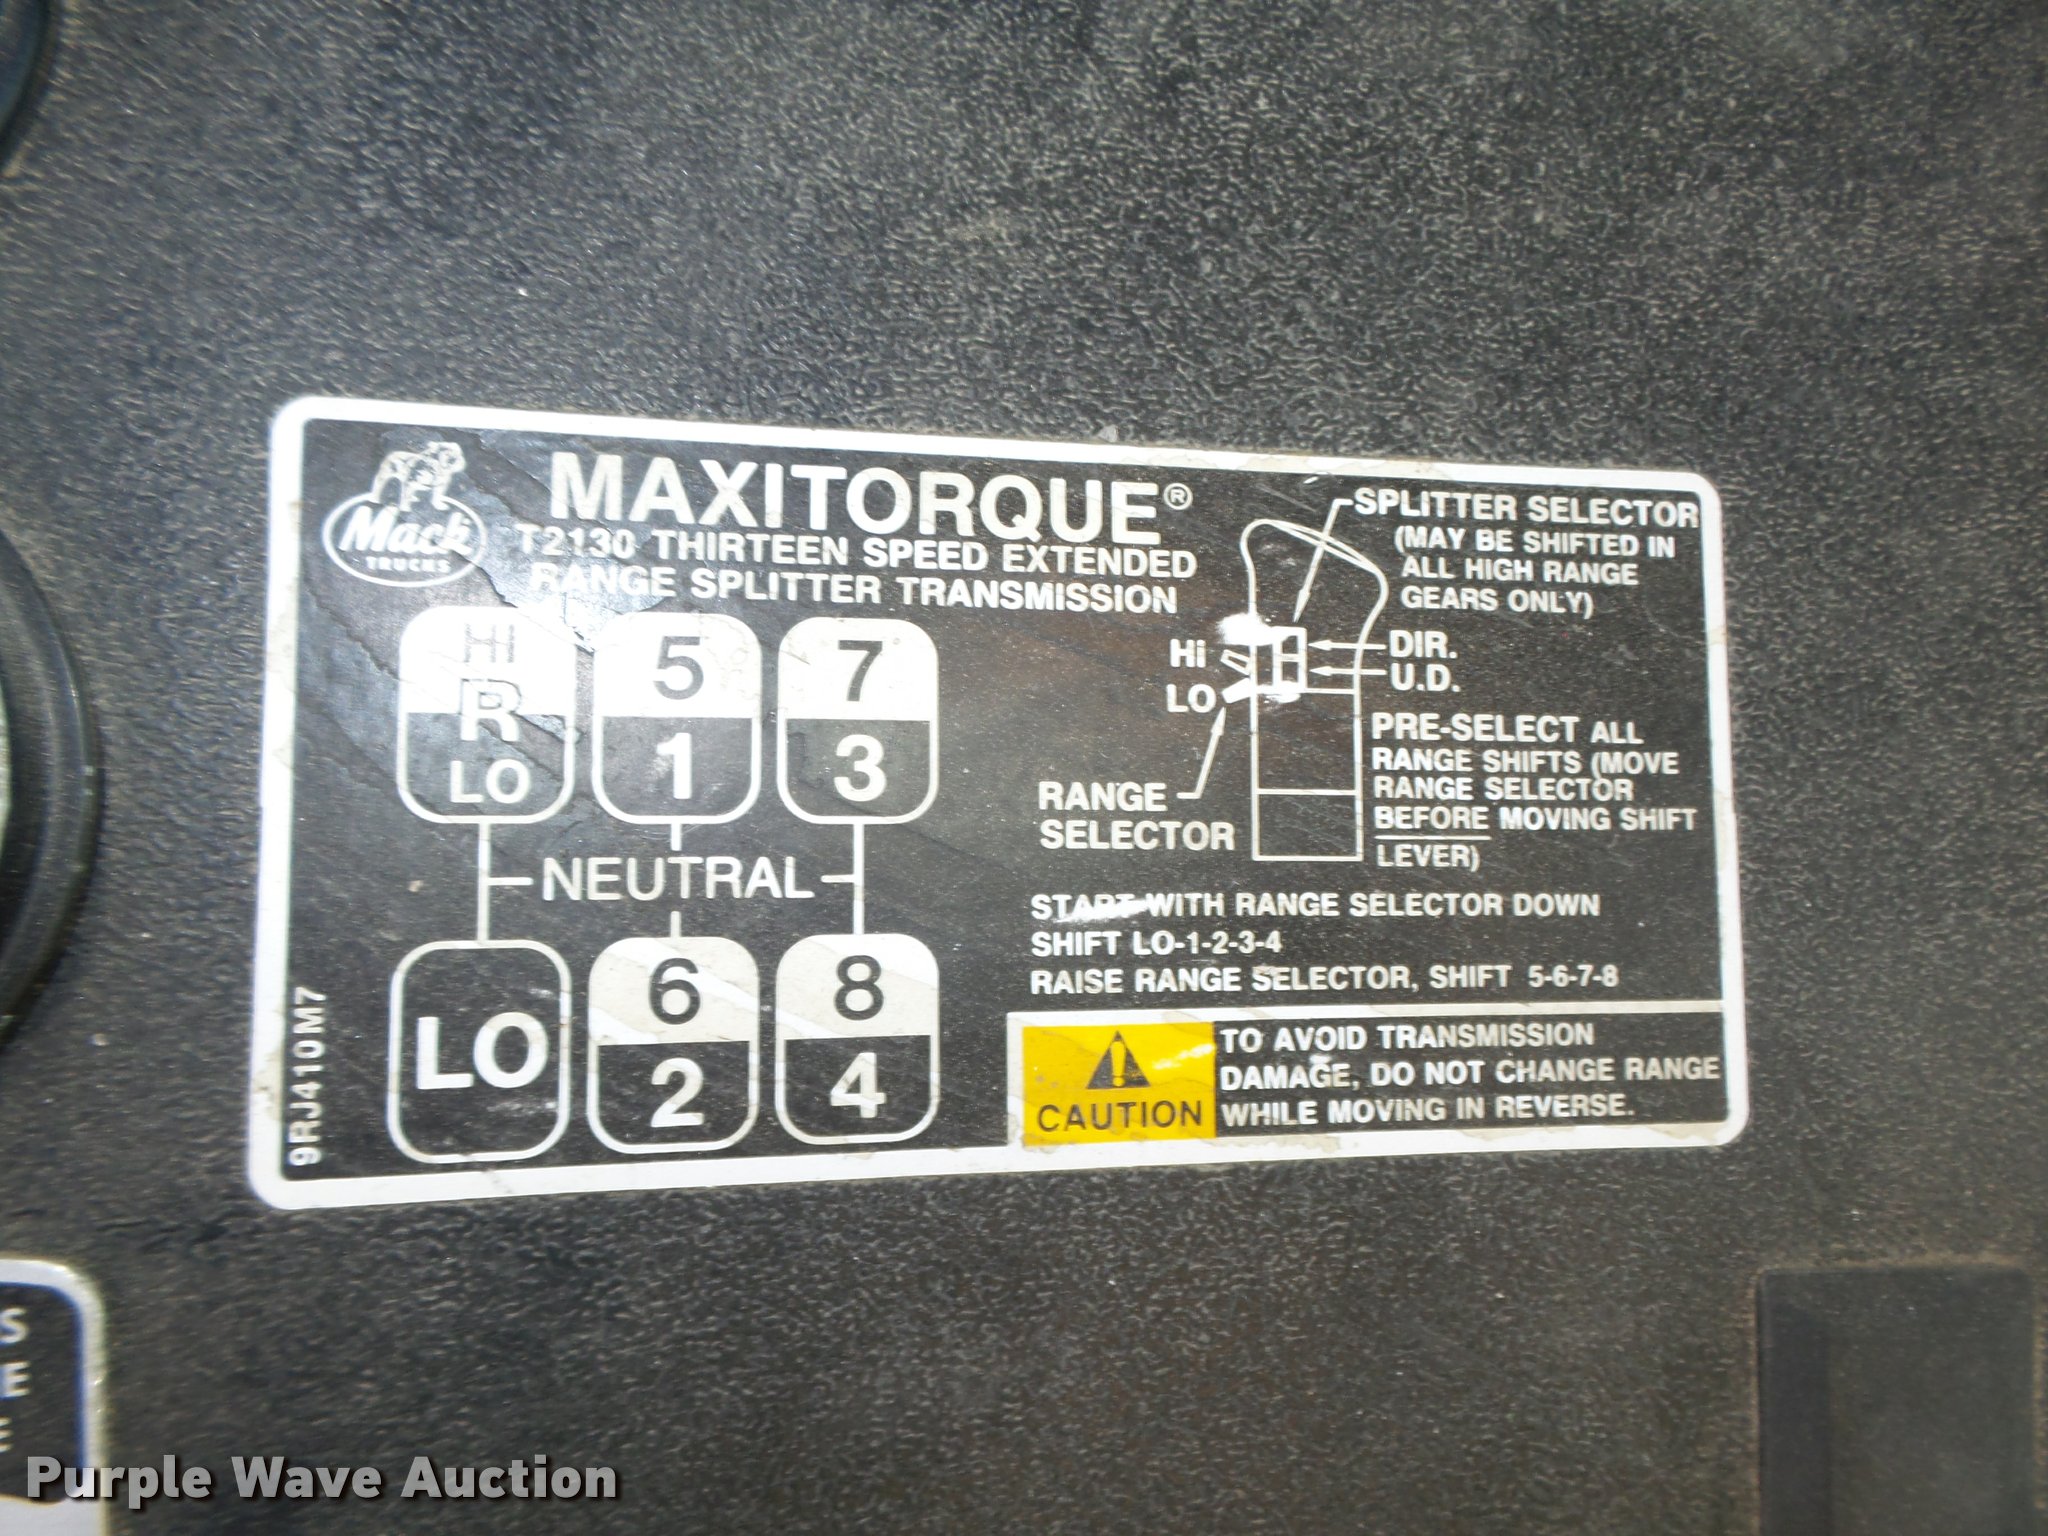 Mack
TRUCKS
MAXITORQUE®
T2130 THIRTEEN SPEED EXTENDED
RANGE SPLITTER TRANSMISSION
Hi
R
LO
5
1
7
3
NEUTRAL
LO
6
2
8
4
9RJ410M7
SPLITTER SELECTOR
(MAY BE SHIFTED IN
ALL HIGH RANGE
GEARS ONLY)
DIR.
U.D.
Hi
LO
RANGE
SELECTOR
PRE-SELECT ALL
RANGE SHIFTS (MOVE
RANGE SELECTOR
BEFORE MOVING SHIFT
LEVER)
START WITH RANGE SELECTOR DOWN
SHIFT LO-1-2-3-4
RAISE RANGE SELECTOR, SHIFT 5-6-7-8
CAUTION
TO AVOID TRANSMISSION
DAMAGE, DO NOT CHANGE RANGE
WHILE MOVING IN REVERSE.
S
E
Purple Wave Auction